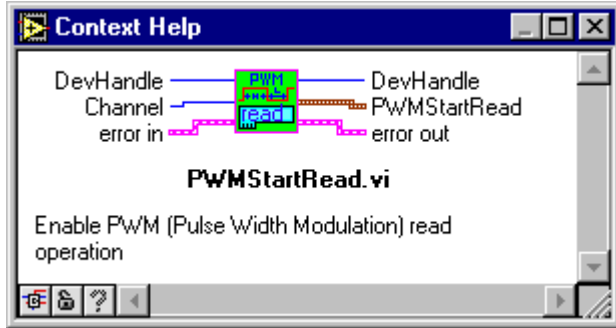 Context Help
DevHandle PWM DevHandle
Channel PWMStartRead
error in read error out
PWMStartRead.vi
Enable PWM (Pulse Width Modulation) read
operation
?